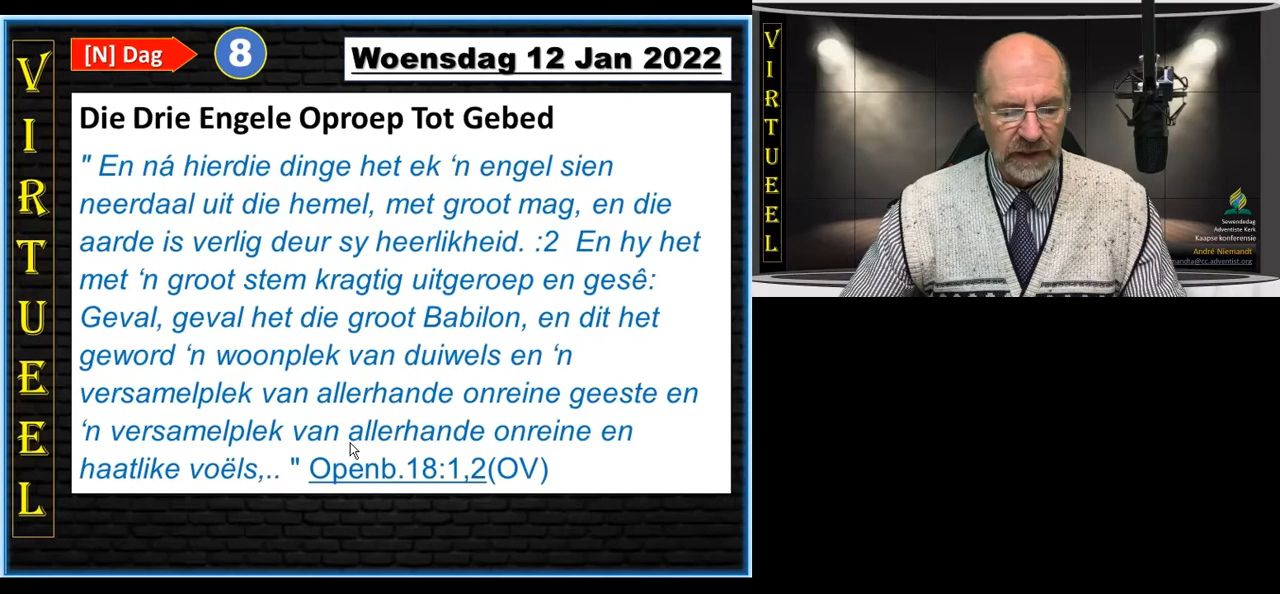 VIRTUEEL
[N] Dag
8
Woensdag 12 Jan 2022
Die Drie Engele Oproep Tot Gebed
" En ná hierdie dinge het ek ‘n engel sien
neerdaal uit die hemel, met groot mag, en die
aarde is verlig deur sy heerlikheid. :2 En hy het
met ‘n groot stem kragtig uitgeroep en gesê:
Geval, geval het die groot Babilon, en dit het
geword ‘n woonplek van duiwels en ‘n
versamelplek van allerhande onreine geeste en
‘n versamelplek van allerhande onreine en
haatlike voëls,.. " Openb.18:1,2(OV)
VIRTUEEL
Sewendedag
Adventiste Kerk
Kaapse konferensie
André Niemandt
mandta@cc.adventist.org